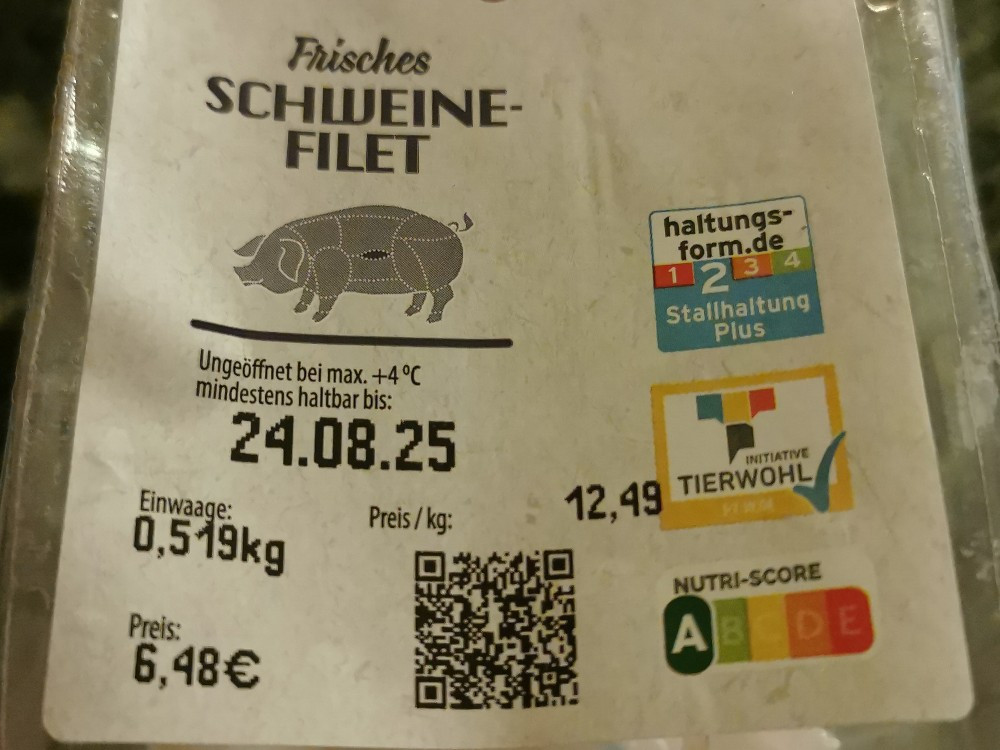 Frisches
SCHWEINE-
FILET
haltungs-
form.de
1 2 3 4
Stallhaltung
Plus
Ungeöffnet bei max. +4 °C
mindestens haltbar bis:
24.08.25
INITIATIVE
TIERWOHL
Einwaage:
0,519kg
Preis / kg:
12,49
NUTRI-SCORE
A B C D E
Preis:
6,48€